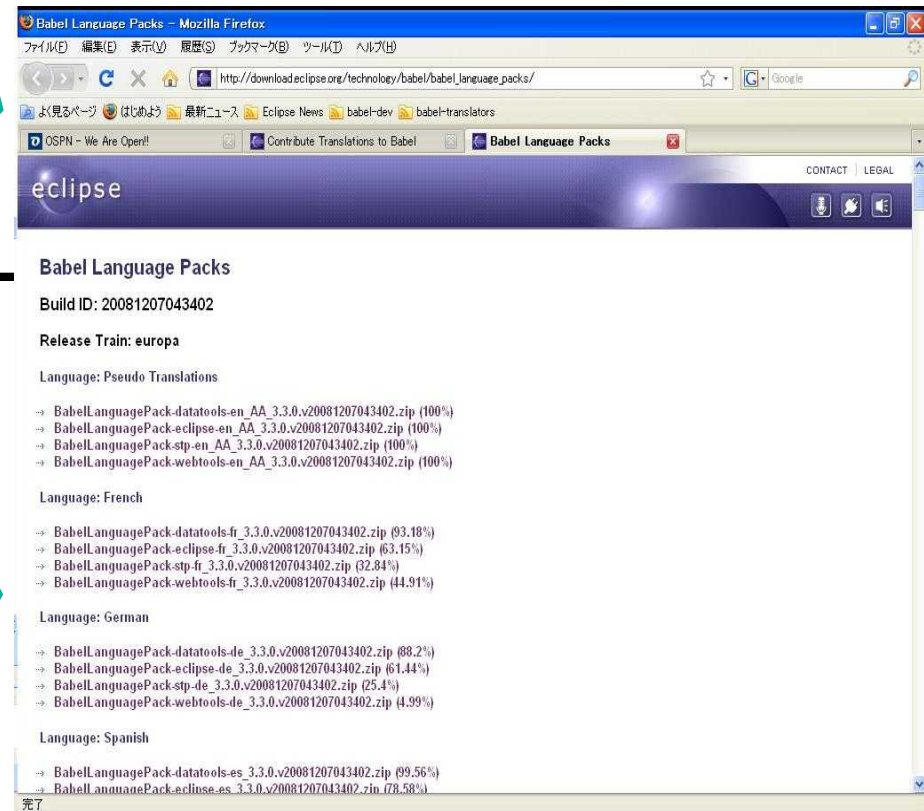 Babel Language Packs - Mozilla Firefox
ファイル(F) 編集(E) 表示(V) 履歴(S) ブックマーク(B) ツール(T) ヘルプ(H)
http://download.eclipse.org/technology/babel/babel_language_packs/
Google
よく見るページ はじめよう 最新ニュース Eclipse News babel-dev babel-translators
OSPN - We Are Open!! Contribute Translations to Babel Babel Language Packs
CONTACT | LEGAL
eclipse
Babel Language Packs
Build ID: 20081207043402
Release Train: europa
Language: Pseudo Translations
BabelLanguagePack-datatools-en_AA_3.3.0.v20081207043402.zip (100%)
BabelLanguagePack-eclipse-en_AA_3.3.0.v20081207043402.zip (100%)
BabelLanguagePack-stp-en_AA_3.3.0.v20081207043402.zip (100%)
BabelLanguagePack-webtools-en_AA_3.3.0.v20081207043402.zip (100%)
Language: French
BabelLanguagePack-datatools-fr_3.3.0.v20081207043402.zip (93.18%)
BabelLanguagePack-eclipse-fr_3.3.0.v20081207043402.zip (63.15%)
BabelLanguagePack-stp-fr_3.3.0.v20081207043402.zip (32.84%)
BabelLanguagePack-webtools-fr_3.3.0.v20081207043402.zip (44.91%)
Language: German
BabelLanguagePack-datatools-de_3.3.0.v20081207043402.zip (88.2%)
BabelLanguagePack-eclipse-de_3.3.0.v20081207043402.zip (61.44%)
BabelLanguagePack-stp-de_3.3.0.v20081207043402.zip (25.4%)
BabelLanguagePack-webtools-de_3.3.0.v20081207043402.zip (4.99%)
Language: Spanish
BabelLanguagePack-datatools-es_3.3.0.v20081207043402.zip (99.56%)
BabelLanguagePack-eclipse-es_3.3.0.v20081207043402.zip (78.58%)
完了